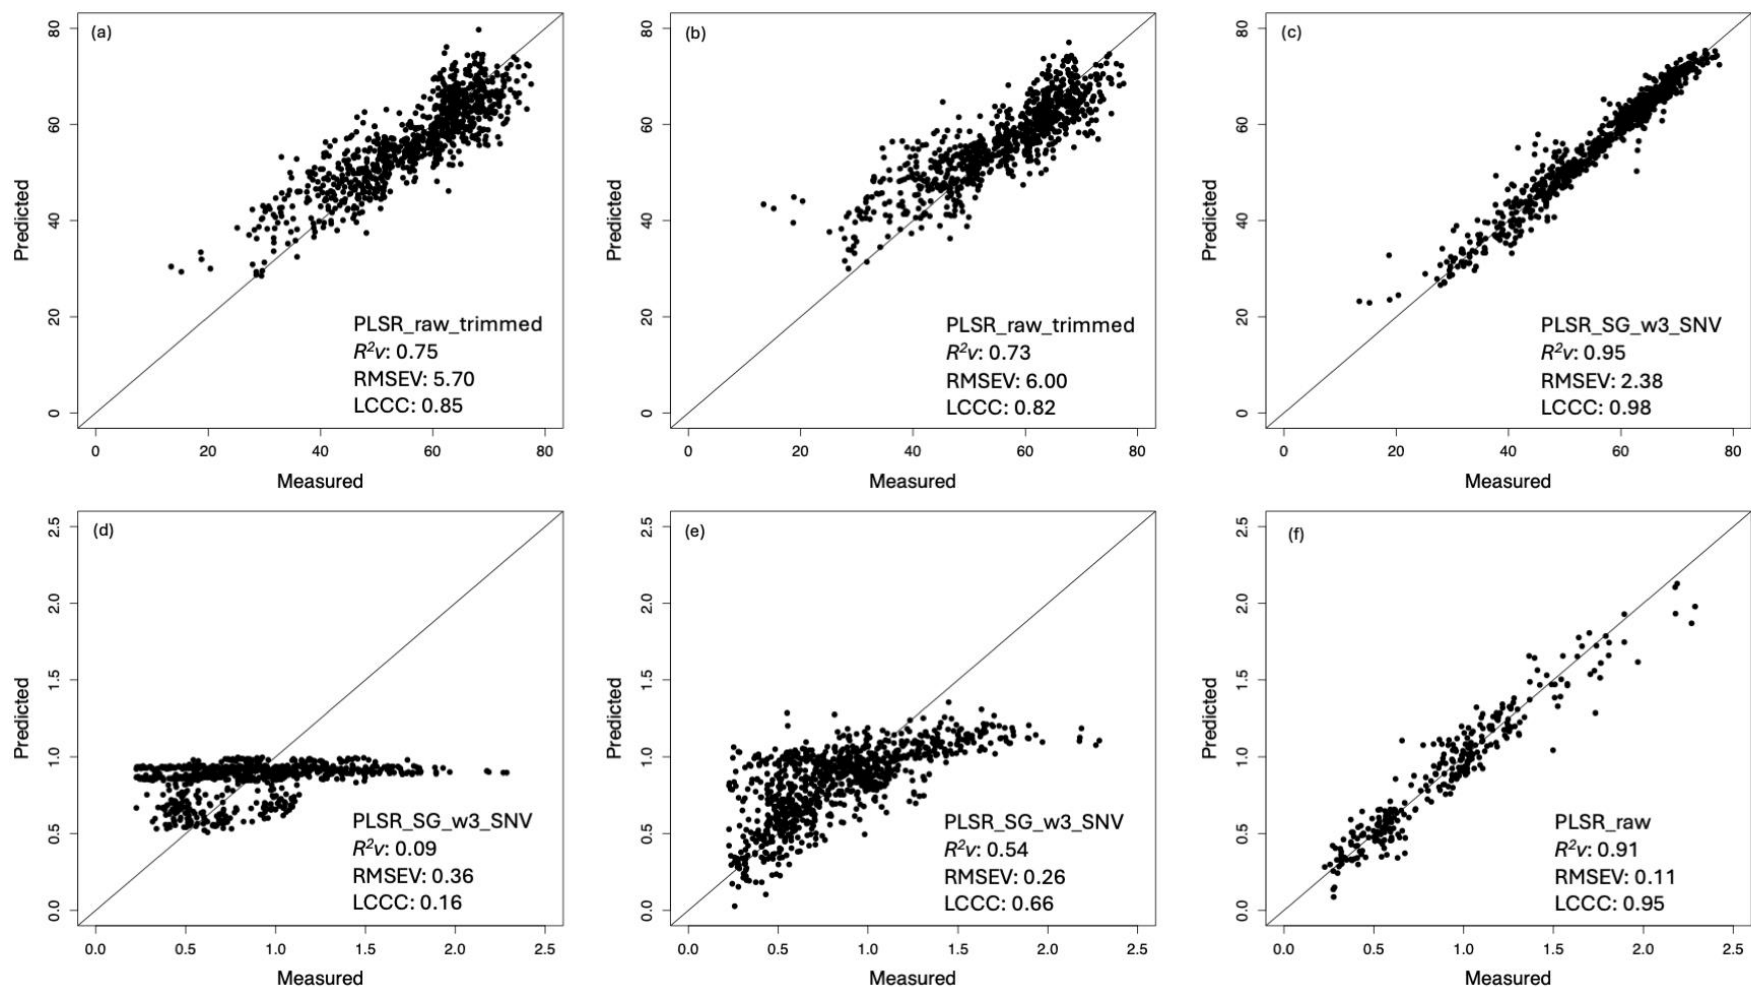 (a)
80
60
40
20
0
Predicted
PLSR_raw_trimmed
R²v: 0.75
RMSEV: 5.70
LCCC: 0.85
0 20 40 60 80
Measured
(b)
80
60
40
20
0
Predicted
PLSR_raw_trimmed
R²v: 0.73
RMSEV: 6.00
LCCC: 0.82
0 20 40 60 80
Measured
(c)
80
60
40
20
0
Predicted
PLSR_SG_w3_SNV
R²v: 0.95
RMSEV: 2.38
LCCC: 0.98
0 20 40 60 80
Measured
(d)
2.5
2.0
1.5
1.0
0.5
0.0
Predicted
PLSR_SG_w3_SNV
R²v: 0.09
RMSEV: 0.36
LCCC: 0.16
0.0 0.5 1.0 1.5 2.0 2.5
Measured
(e)
2.5
2.0
1.5
1.0
0.5
0.0
Predicted
PLSR_SG_w3_SNV
R²v: 0.54
RMSEV: 0.26
LCCC: 0.66
0.0 0.5 1.0 1.5 2.0 2.5
Measured
(f)
2.5
2.0
1.5
1.0
0.5
0.0
Predicted
PLSR_raw
R²v: 0.91
RMSEV: 0.11
LCCC: 0.95
0.0 0.5 1.0 1.5 2.0 2.5
Measured